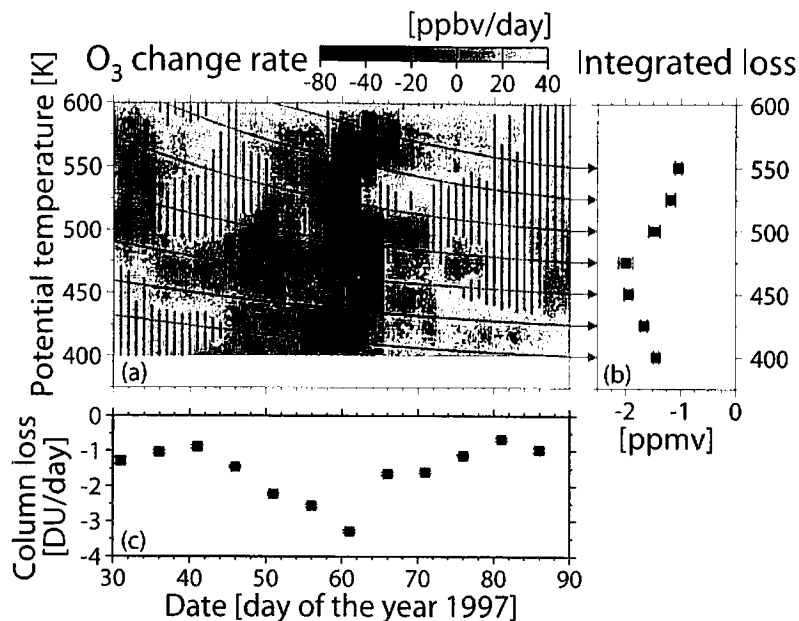 [ppbv/day]
O3 change rate
-80 -40 -20 0 20 40
Integrated loss
Potential temperature [K]
600
550
500
450
400
(a)
600
550
500
450
400
(b)
-2 -1 0
[ppmv]
Column loss
[DU/day]
0
-1
-2
-3
-4
(c)
30 40 50 60 70 80 90
Date [day of the year 1997]